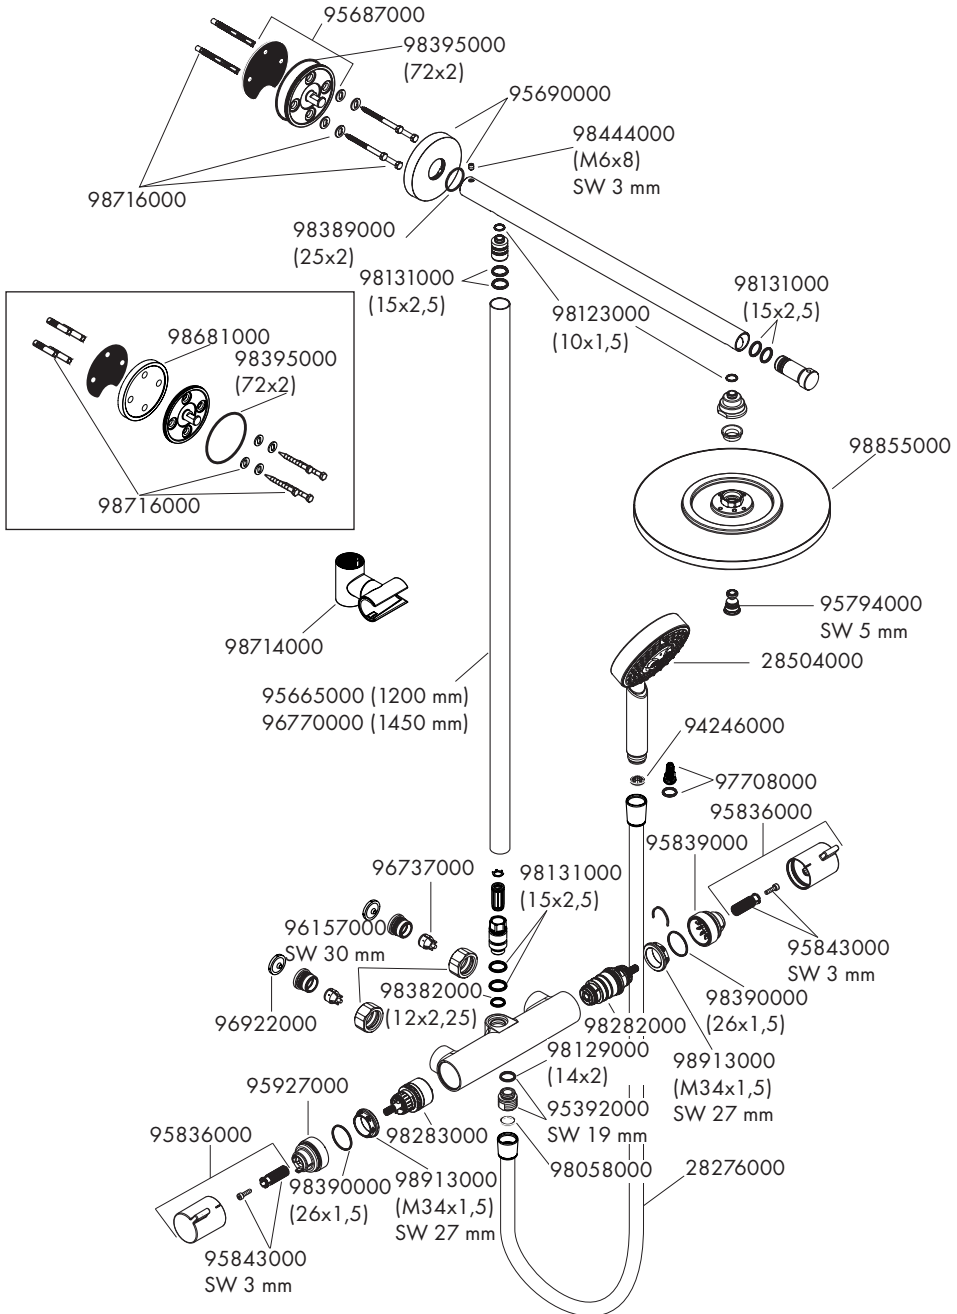 95687000
98395000
(72x2)
95690000
98444000
(M6x8)
SW 3 mm
98716000
98389000
(25x2)
98131000
(15x2,5)
98123000
(10x1,5)
98131000
(15x2,5)
98681000
98395000
(72x2)
98716000
98855000
98714000
95794000
SW 5 mm
28504000
95665000 (1200 mm)
96770000 (1450 mm)
94246000
97708000
95836000
95839000
96737000
98131000
(15x2,5)
96157000
SW 30 mm
95843000
SW 3 mm
98382000
(12x2,25)
98390000
(26x1,5)
96922000
98282000
98129000
(14x2)
98913000
(M34x1,5)
SW 27 mm
95927000
95392000
SW 19 mm
95836000
98283000
98058000
28276000
98390000
(26x1,5)
98913000
(M34x1,5)
SW 27 mm
95843000
SW 3 mm